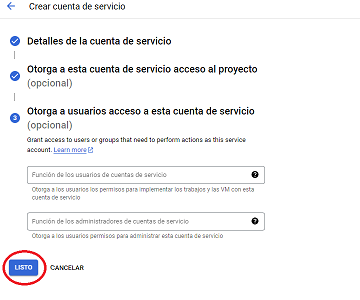 Crear cuenta de servicio
Detalles de la cuenta de servicio
Otorga a esta cuenta de servicio acceso al proyecto
(opcional)
3
Otorga a usuarios acceso a esta cuenta de servicio
(opcional)
Grant access to users or groups that need to perform actions as this service
account. Learn more
Función de los usuarios de cuentas de servicio
Otorga a los usuarios los permisos para implementar los trabajos y las VM con esta
cuenta de servicio
Función de los administradores de cuentas de servicio
Otorga a los usuarios permisos para administrar esta cuenta de servicio
LISTO CANCELAR